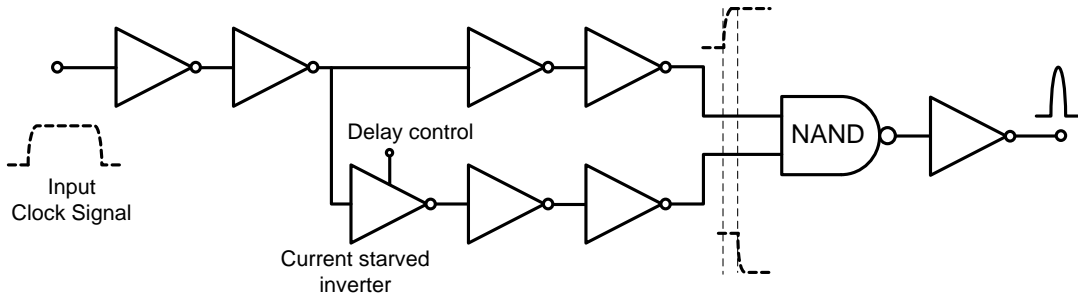 Delay control
NAND
Input
Clock Signal
Current starved
inverter